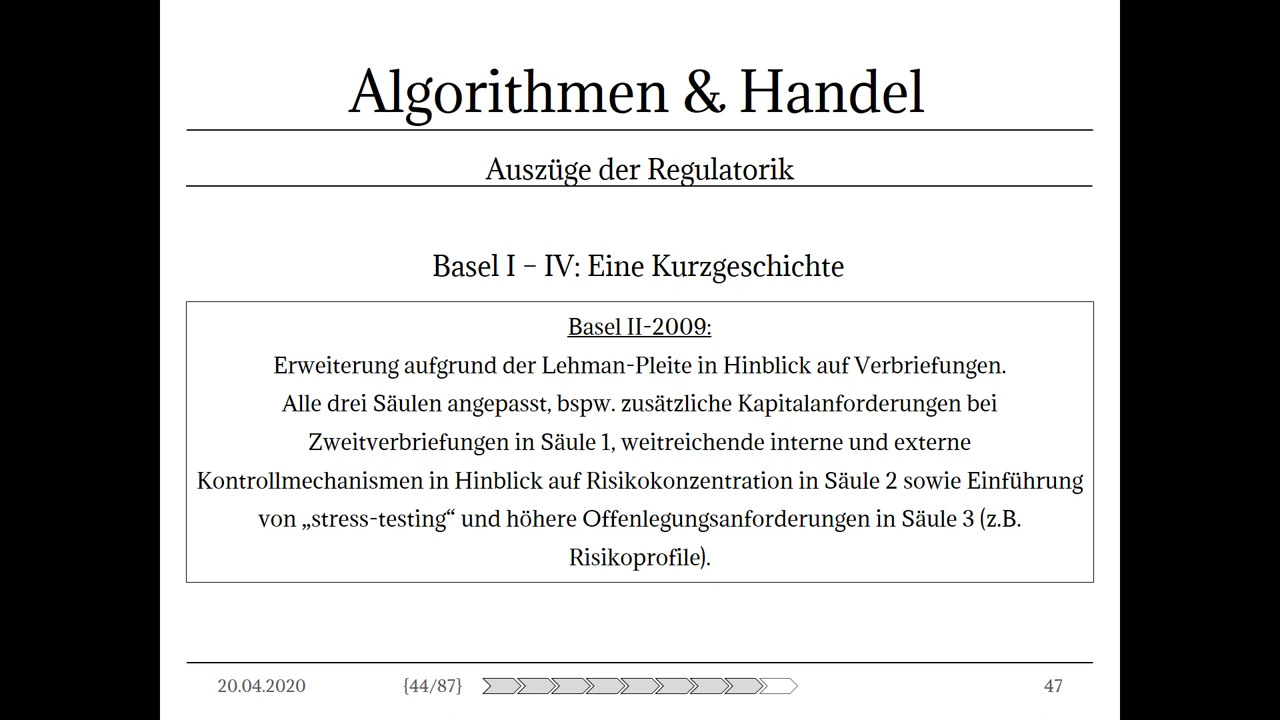 Algorithmen & Handel
Auszüge der Regulatorik
Basel I – IV: Eine Kurzgeschichte
Basel II-2009:
Erweiterung aufgrund der Lehman-Pleite in Hinblick auf Verbriefungen.
Alle drei Säulen angepasst, bspw. zusätzliche Kapitalanforderungen bei
Zweitverbriefungen in Säule 1, weitreichende interne und externe
Kontrollmechanismen in Hinblick auf Risikokonzentration in Säule 2 sowie Einführung
von „stress-testing“ und höhere Offenlegungsanforderungen in Säule 3 (z.B.
Risikoprofile).
20.04.2020 {44/87} 47